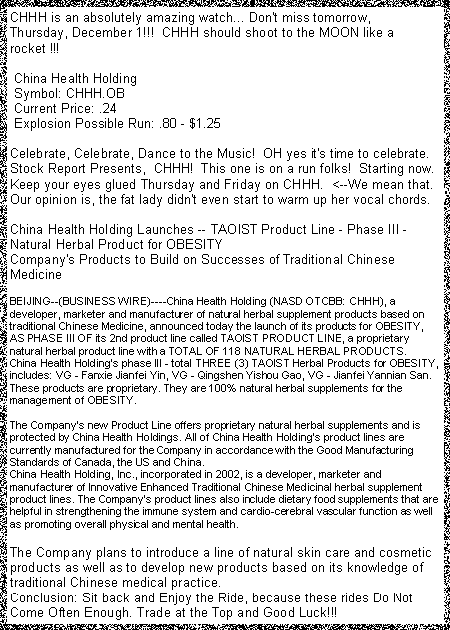 CHHH is an absolutely amazing watch... Don't miss tomorrow,
Thursday, December 1!!!  CHHH should shoot to the MOON like a
rocket !!!
China Health Holding
Symbol: CHHH.OB
Current Price: .24
Explosion Possible Run: .80 - $1.25
Celebrate, Celebrate, Dance to the Music!  OH yes it's time to celebrate.
Stock Report Presents,  CHHH!  This one is on a run folks!  Starting now.
Keep your eyes glued Thursday and Friday on CHHH.  <--We mean that.
Our opinion is, the fat lady didn't even start to warm up her vocal chords.
China Health Holding Launches -- TAOIST Product Line - Phase III -
Natural Herbal Product for OBESITY
Company's Products to Build on Successes of Traditional Chinese
Medicine
BEIJING--(BUSINESS WIRE)----China Health Holding (NASD OTCBB: CHHH), a
developer, marketer and manufacturer of natural herbal supplement products based on
traditional Chinese Medicine, announced today the launch of its products for OBESITY,
AS PHASE III OF its 2nd product line called TAOIST PRODUCT LINE, a proprietary
natural herbal product line with a TOTAL OF 118 NATURAL HERBAL PRODUCTS.
China Health Holding's phase III - total THREE (3) TAOIST Herbal Products for OBESITY,
includes: VG - Fanxie Jianfei Yin, VG - Qingshen Yishou Gao, VG - Jianfei Yannian San.
These products are proprietary. They are 100% natural herbal supplements for the
management of OBESITY.
The Company's new Product Line offers proprietary natural herbal supplements and is
protected by China Health Holdings. All of China Health Holding's product lines are
currently manufactured for the Company in accordance with the Good Manufacturing
Standards of Canada, the US and China.
China Health Holding, Inc., incorporated in 2002, is a developer, marketer and
manufacturer of Innovative Enhanced Traditional Chinese Medicinal herbal supplement
product lines. The Company's product lines also include dietary food supplements that are
helpful in strengthening the immune system and cardio-cerebral vascular function as well
as promoting overall physical and mental health.
The Company plans to introduce a line of natural skin care and cosmetic
products as well as to develop new products based on its knowledge of
traditional Chinese medical practice.
Conclusion: Sit back and Enjoy the Ride, because these rides Do Not
Come Often Enough. Trade at the Top and Good Luck!!!